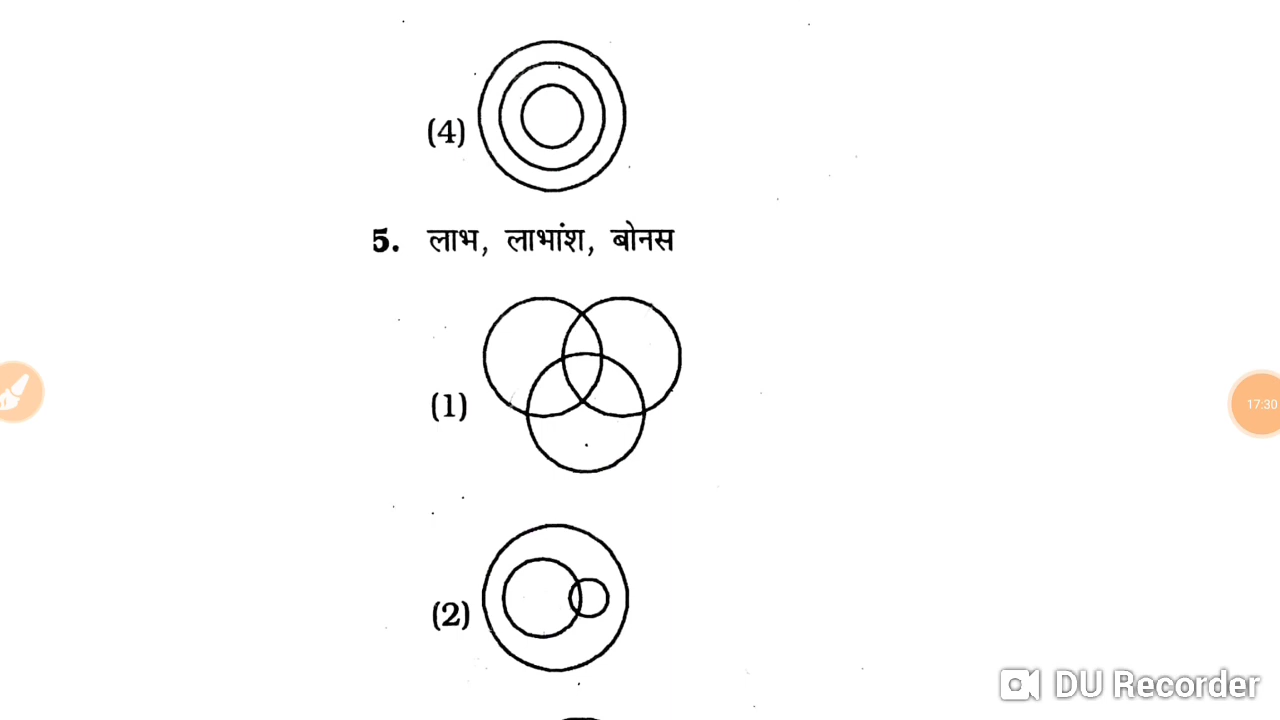 (4)
5. लाभ, लाभांश, बोनस
(1)
17:30
(2)
DU Recorder